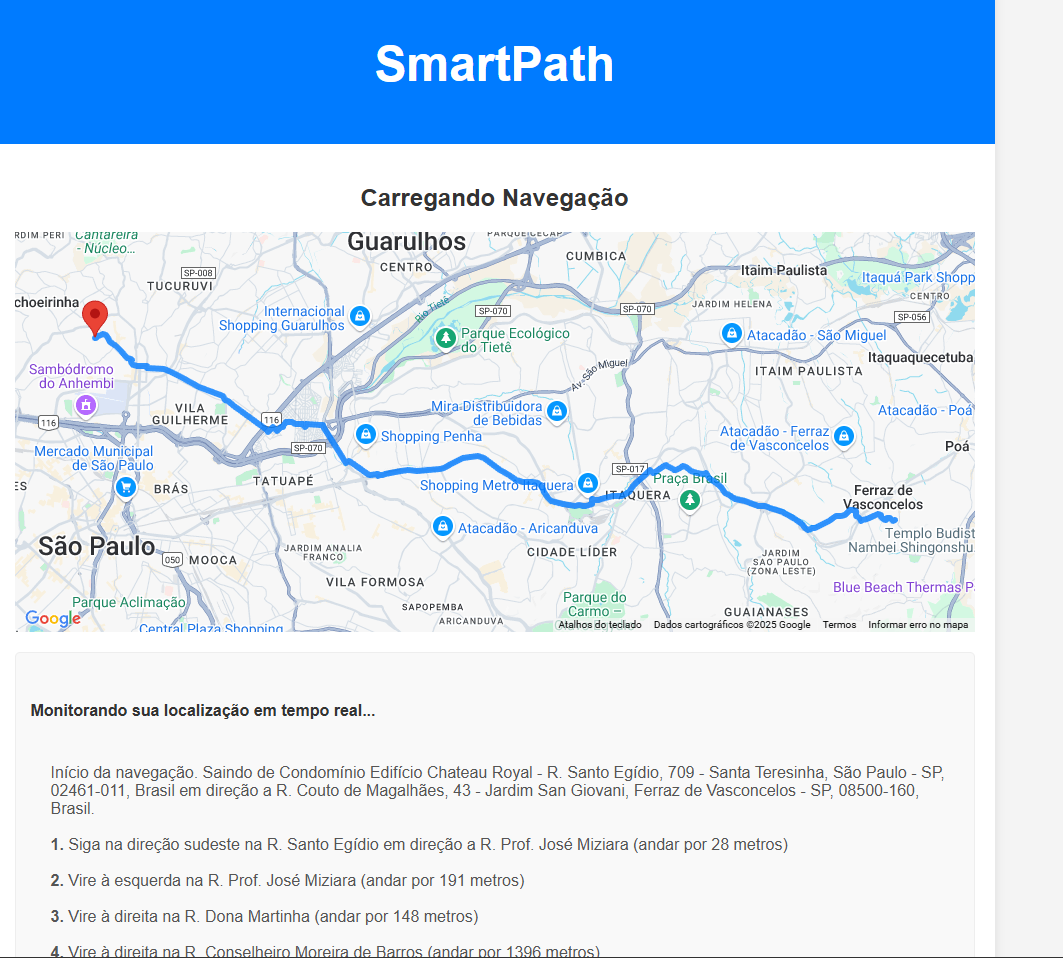 SmartPath
Carregando Navegação
RDIM PERI
Cantareira
- Núcleo...
Guarulhos
CENTRO
CUMBICA
Itaim Paulista
Itaquá Park Shopp
SP-008
TUCURUVI
choeirinha
JARDIM HELENA
CENTRO
SP-056
Internacional
Shopping Guarulhos
Rio Tietê
SP-070
SP-070
Parque Ecológico
do Tietê
Atacadão - São Miguel
Itaquaquecetuba
Sambódromo
do Anhembi
Av. São Miguel
ITAIM PAULISTA
116
VILA
GUILHERME
116
Mira Distribuidora
de Bebidas
Atacadão - Poá
SP-070
Shopping Penha
Atacadão - Ferraz
de Vasconcelos
Poá
Mercado Municipal
de São Paulo
BRÁS
TATUAPÉ
Shopping Metrô Itaquera
SP-017
ITAQUERA
Praça Brasil
Ferraz de
Vasconcelos
Atacadão - Aricanduva
Templo Budist
Nambei Shingonshu
São Paulo
050
MOOCA
JARDIM ANALIA
FRANCO
CIDADE LÍDER
JARDIM
SAO PAULO
(ZONA LESTE)
VILA FORMOSA
Blue Beach Thermas P
Parque Aclimação
SAPOPEMBA
Parque do
Carmo –
GUAIANASES
Google
Central Plaza Shopping
ARICANDUVA
Atalhos do teclado
Dados cartográficos ©2025 Google
Termos
Informar erro no mapa
Monitorando sua localização em tempo real...
Início da navegação. Saindo de Condomínio Edifício Chateau Royal - R. Santo Egídio, 709 - Santa Teresinha, São Paulo - SP,
02461-011, Brasil em direção a R. Couto de Magalhães, 43 - Jardim San Giovani, Ferraz de Vasconcelos - SP, 08500-160,
Brasil.
1. Siga na direção sudeste na R. Santo Egídio em direção a R. Prof. José Miziara (andar por 28 metros)
2. Vire à esquerda na R. Prof. José Miziara (andar por 191 metros)
3. Vire à direita na R. Dona Martinha (andar por 148 metros)
4. Vire à direita na R. Conselheiro Moreira de Barros (andar por 1396 metros)